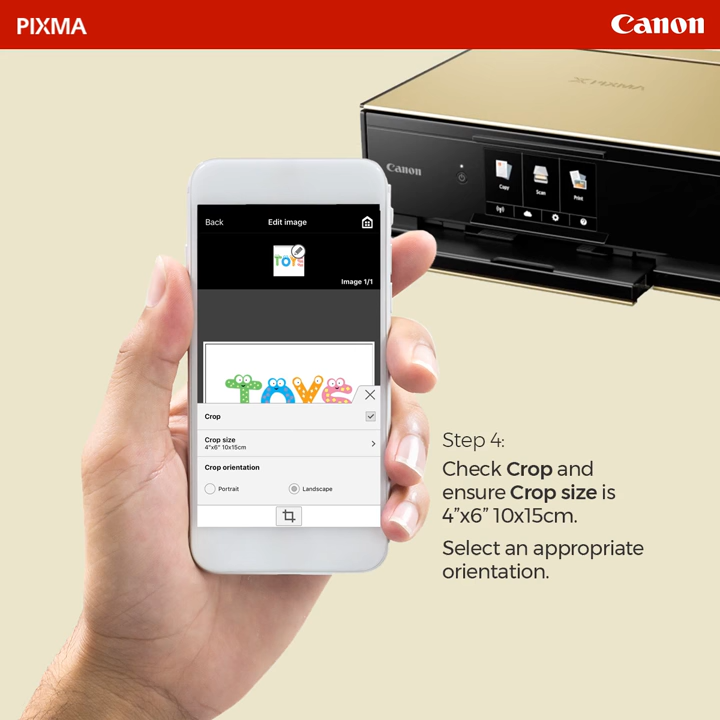 PIXMA
Canon
PIXMA
Canon
Copy
Scan
Print
Back
Edit image
TOYS
Image 1/1
TOYS
Crop
Crop size
4"x6" 10x15cm
Crop orientation
Portrait
Landscape
Step 4:
Check Crop and
ensure Crop size is
4”x6” 10x15cm.
Select an appropriate
orientation.